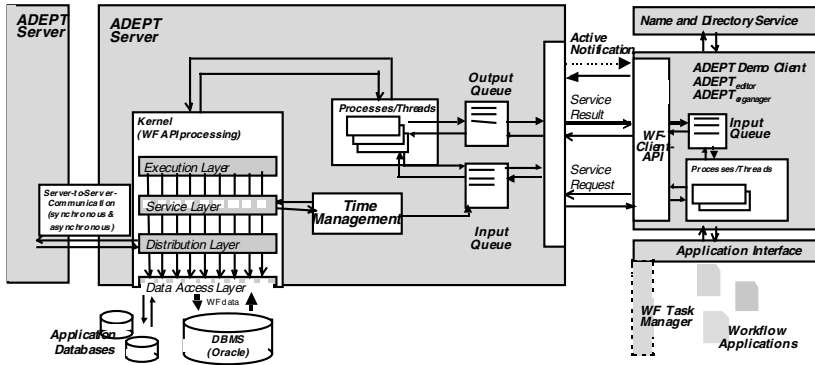 ADEPT
Server
ADEPT
Server
Kernel
(WF API processing)
Execution Layer
Service Layer
Distribution Layer
Data Access Layer
Server-to-Server-
Communication
(synchronous &
asynchronous)
Application
Databases
WF data
DBMS
(Oracle)
Processes/Threads
Time
Management
Output
Queue
Input
Queue
Active
Notification
Service
Result
Service
Request
WF-
Client-
API
Name and Directory Service
ADEPT Demo Client
ADEPT editor
ADEPT
Input
Queue
Processes/Threads
Application Interface
WF Task
Manager
Workflow
Applications